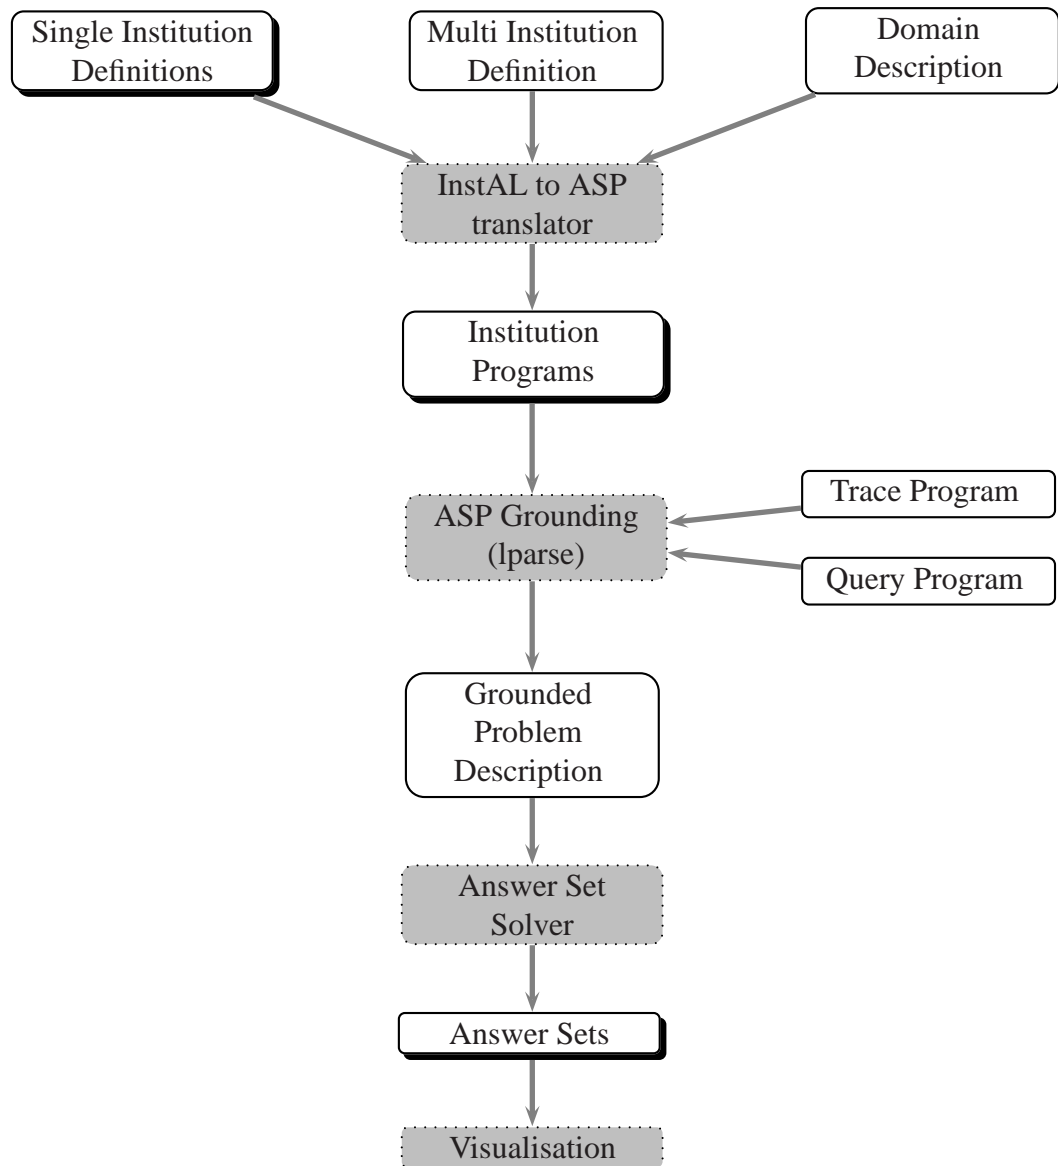 Single Institution
Definitions
Multi Institution
Definition
Domain
Description
InstAL to ASP
translator
Institution
Programs
ASP Grounding
(lparse)
Trace Program
Query Program
Grounded
Problem
Description
Answer Set
Solver
Answer Sets
Visualisation